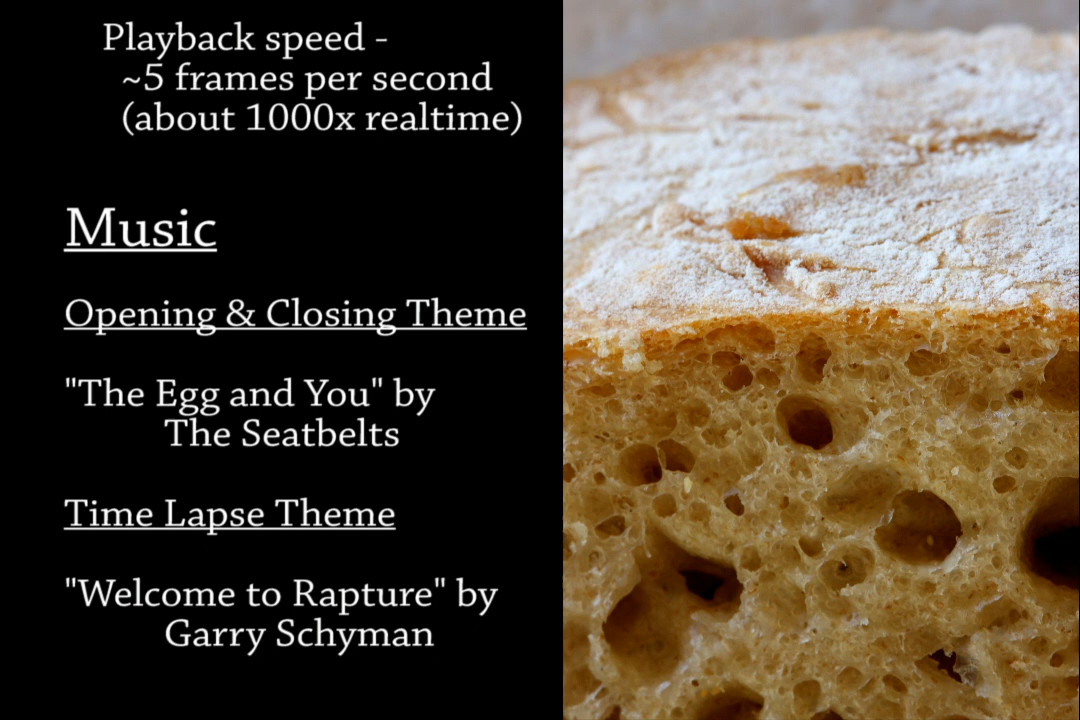 Playback speed -
~5 frames per second
(about 1000x realtime)
Music
Opening & Closing Theme
"The Egg and You" by
The Seatbelts
Time Lapse Theme
"Welcome to Rapture" by
Garry Schyman